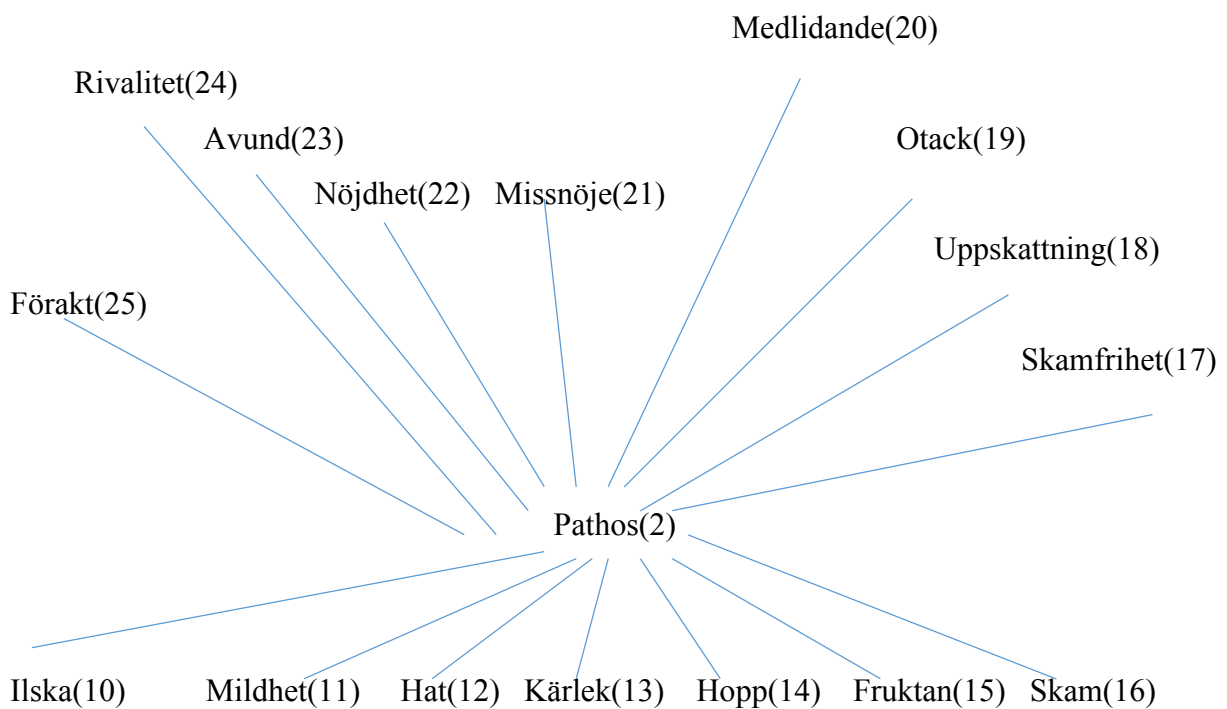 Medlidande(20)
Rivalitet(24)
Avund(23)
Otack(19)
Nöjdhet(22)
Missnöje(21)
Uppskattning(18)
Förakt(25)
Skamfrihet(17)
Pathos(2)
Ilska(10)
Mildhet(11)
Hat(12)
Kärlek(13)
Hopp(14)
Fruktan(15)
Skam(16)